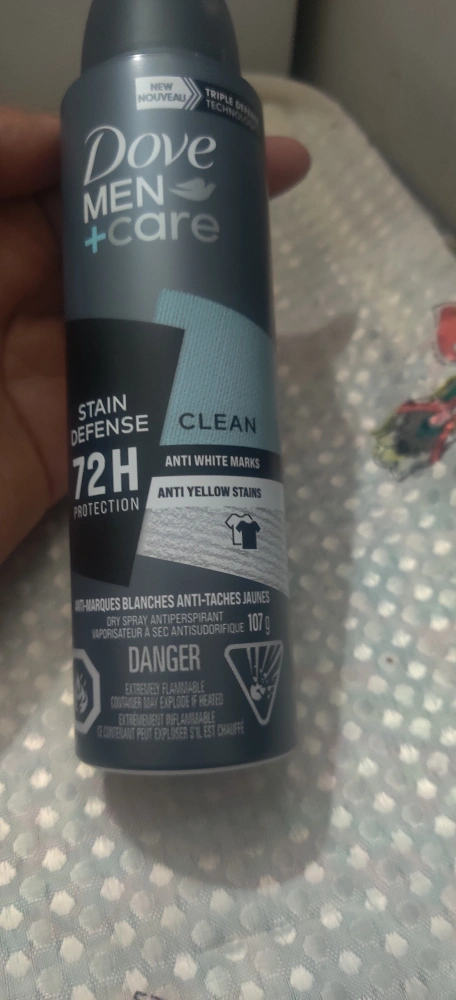 NEW
NOUVEAU
TRIPLE DEFENSE
TECHNOLOGY
Dove
MEN
+care
STAIN
DEFENSE
72H
PROTECTION
CLEAN
ANTI WHITE MARKS
ANTI YELLOW STAINS
ANTI-MARQUES BLANCHES ANTI-TACHES JAUNES
DRY SPRAY ANTIPERSPIRANT
VAPORISATEUR À SEC ANTISUDORIFIQUE 107 g
DANGER
EXTREMELY FLAMMABLE
CONTAINER MAY EXPLODE IF HEATED
EXTRÊMEMENT INFLAMMABLE
CE CONTENANT PEUT EXPLOSER S'IL EST CHAUFFÉ